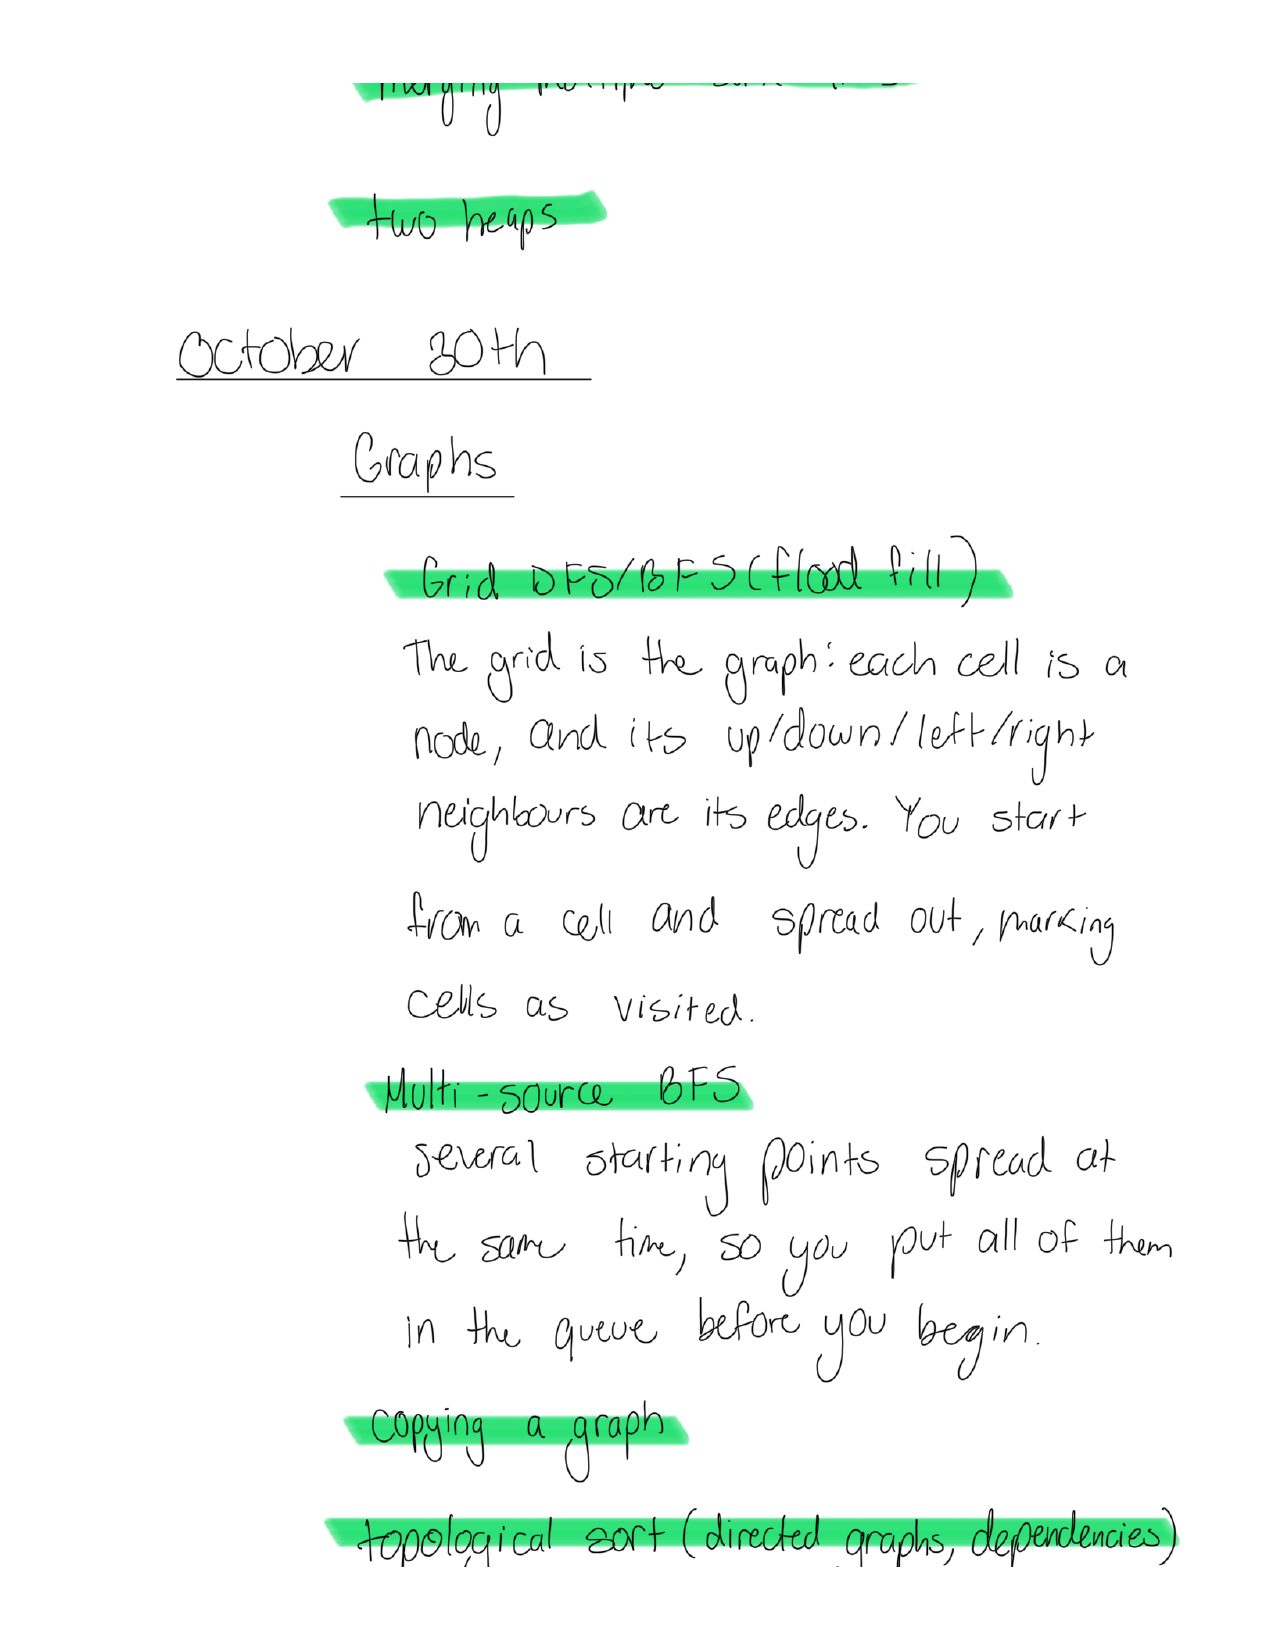 merging multiple
two heaps
October 30th
Graphs
Grid DFS/BFS (flood fill)
The grid is the graph: each cell is a
node, and its up/down/left/right
neighbours are its edges. You start
from a cell and spread out, marking
cells as visited.
Multi-source BFS
several starting points spread at
the same time, so you put all of them
in the queue before you begin.
copying a graph
topological sort (directed graphs, dependencies)